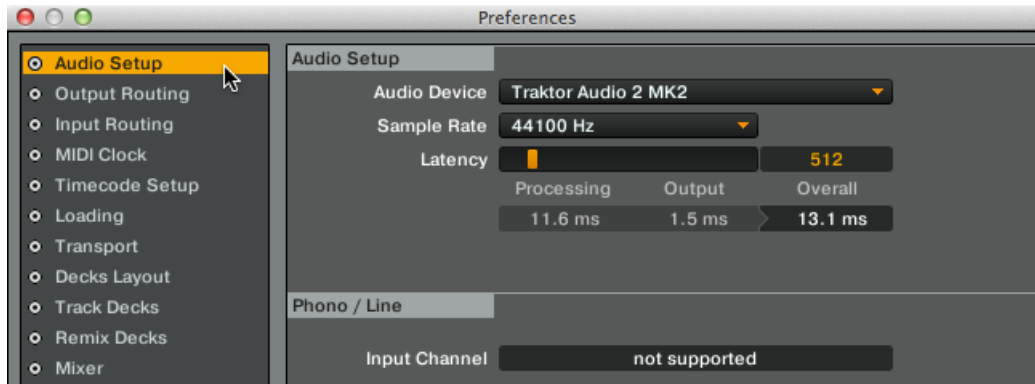 Preferences
Audio Setup
Output Routing
Input Routing
MIDI Clock
Timecode Setup
Loading
Transport
Decks Layout
Track Decks
Remix Decks
Mixer
Audio Setup
Audio Device Traktor Audio 2 MK2
Sample Rate 44100 Hz
Latency 512
Processing Output Overall
11.6 ms 1.5 ms 13.1 ms
Phono / Line
Input Channel not supported